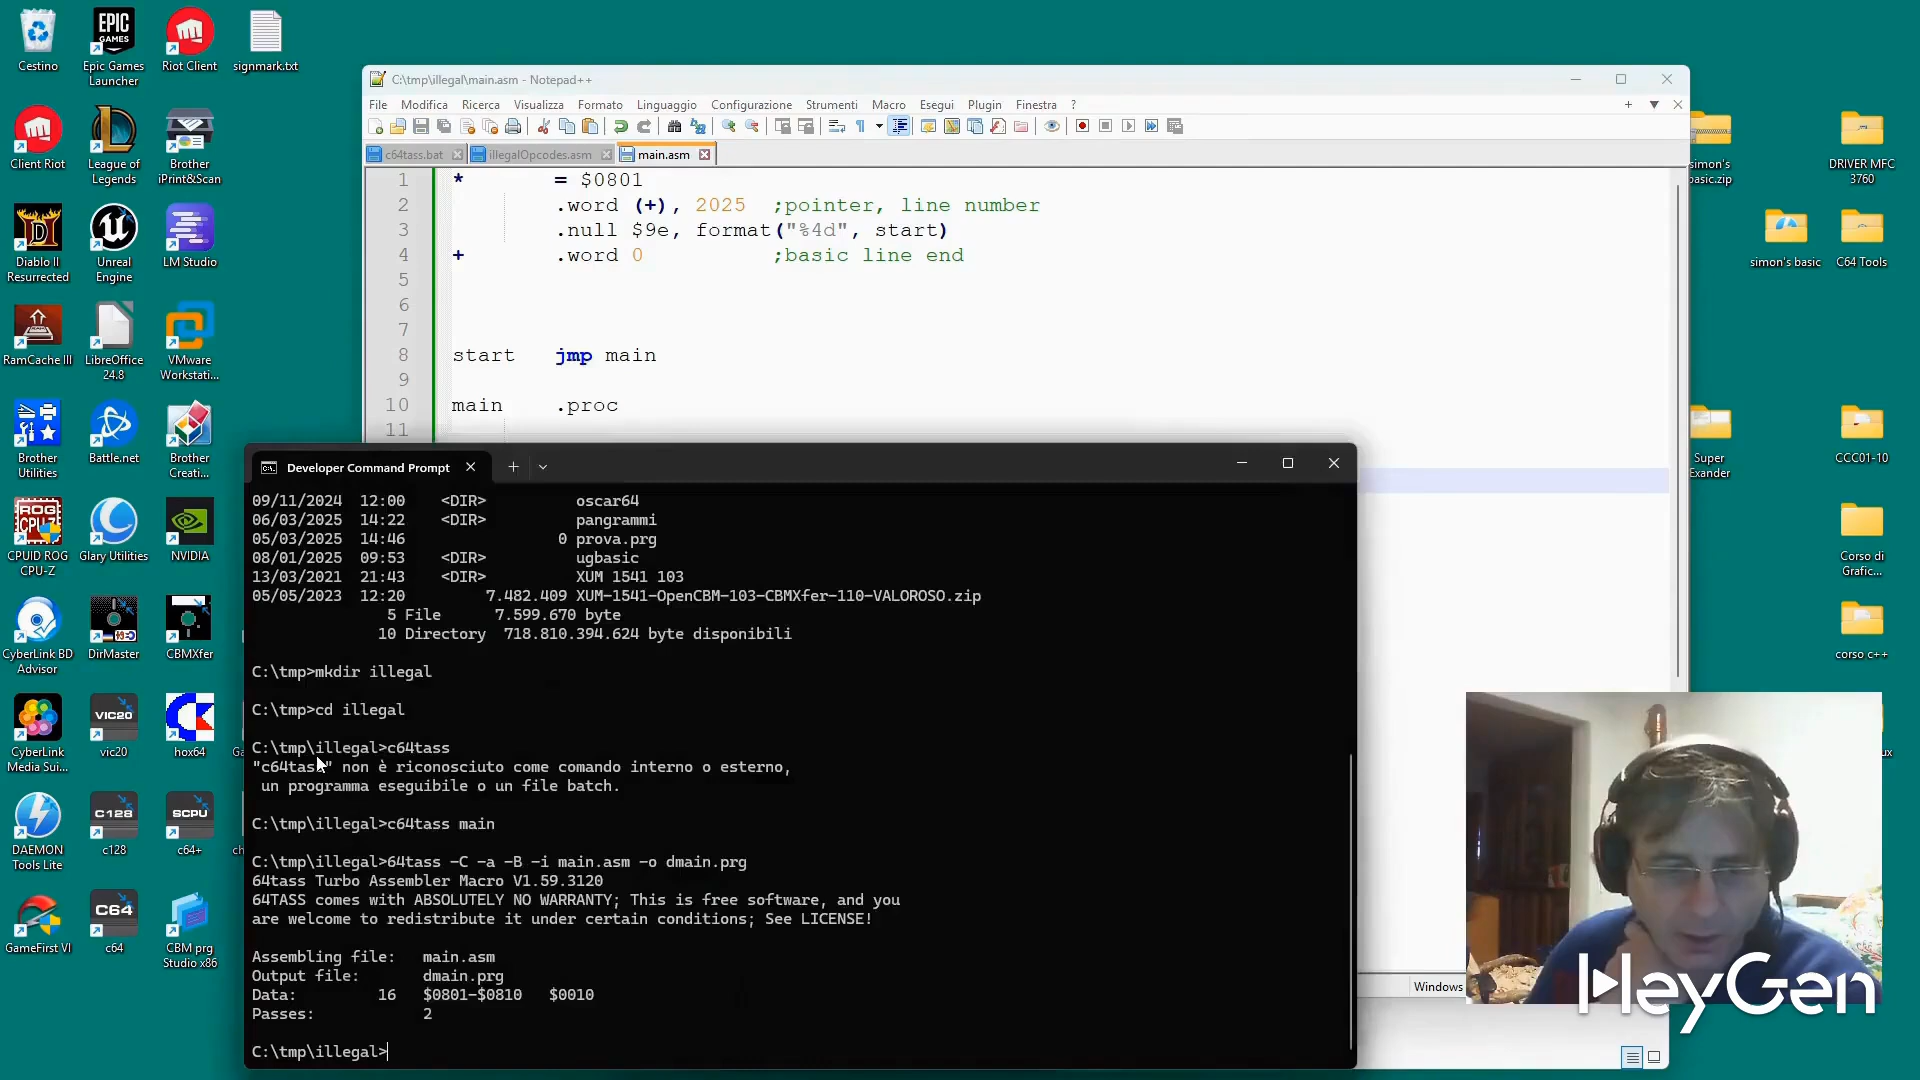 Cestino
Epic Games
Launcher
Riot Client
signmark.txt
Client Riot
League of
Legends
Brother
iPrint&Scan
Diablo II
Resurrected
Unreal
Engine
LM Studio
RamCache III
LibreOffice
24.8
VMware
Workstati...
Brother
Utilities
Battle.net
Brother
Creati...
CPUID ROG
CPU-Z
Glary Utilities
NVIDIA
CyberLink BD
Advisor
DirMaster
CBMXfer
CyberLink
Media Sui...
VIC20
vic20
hox64
DAEMON
Tools Lite
C128
c128
SCPU
c64+
GameFirst VI
C64
c64
CBM prg
Studio x86
EPIC
GAMES
ROG
CPU-Z
C:\tmp\illegal\main.asm - Notepad++
File Modifica Ricerca Visualizza Formato Linguaggio Configurazione Strumenti Macro Esegui Plugin Finestra ?
c64tass.bat illegalOpcodes.asm main.asm
1 * = $0801
2 .word (+), 2025 ;pointer, line number
3 .null $9e, format("%4d", start)
4 + .word 0 ;basic line end
5
6
7
8 start jmp main
9
10 main .proc
11
Developer Command Prompt
09/11/2024 12:00 <DIR> oscar64
06/03/2025 14:22 <DIR> pangrammi
05/03/2025 14:46 0 prova.prg
08/01/2025 09:53 <DIR> ugbasic
13/03/2021 21:43 <DIR> XUM 1541 103
05/05/2023 12:20 7.482.409 XUM-1541-OpenCBM-103-CBMXfer-110-VALOROSO.zip
5 File 7.599.670 byte
10 Directory 718.810.394.624 byte disponibili
C:\tmp>mkdir illegal
C:\tmp>cd illegal
C:\tmp\illegal>c64tass
"c64tass" non è riconosciuto come comando interno o esterno,
un programma eseguibile o un file batch.
C:\tmp\illegal>c64tass main
C:\tmp\illegal>64tass -C -a -B -i main.asm -o dmain.prg
64tass Turbo Assembler Macro V1.59.3120
64TASS comes with ABSOLUTELY NO WARRANTY; This is free software, and you
are welcome to redistribute it under certain conditions; See LICENSE!
Assembling file: main.asm
Output file: dmain.prg
Data: 16 $0801-$0810 $0010
Passes: 2
C:\tmp\illegal>
Windows
simon's
basic.zip
DRIVER MFC
3760
simon's basic
C64 Tools
Super
Exander
CCC01-10
Corso di
Grafic...
corso c++
HeyGen